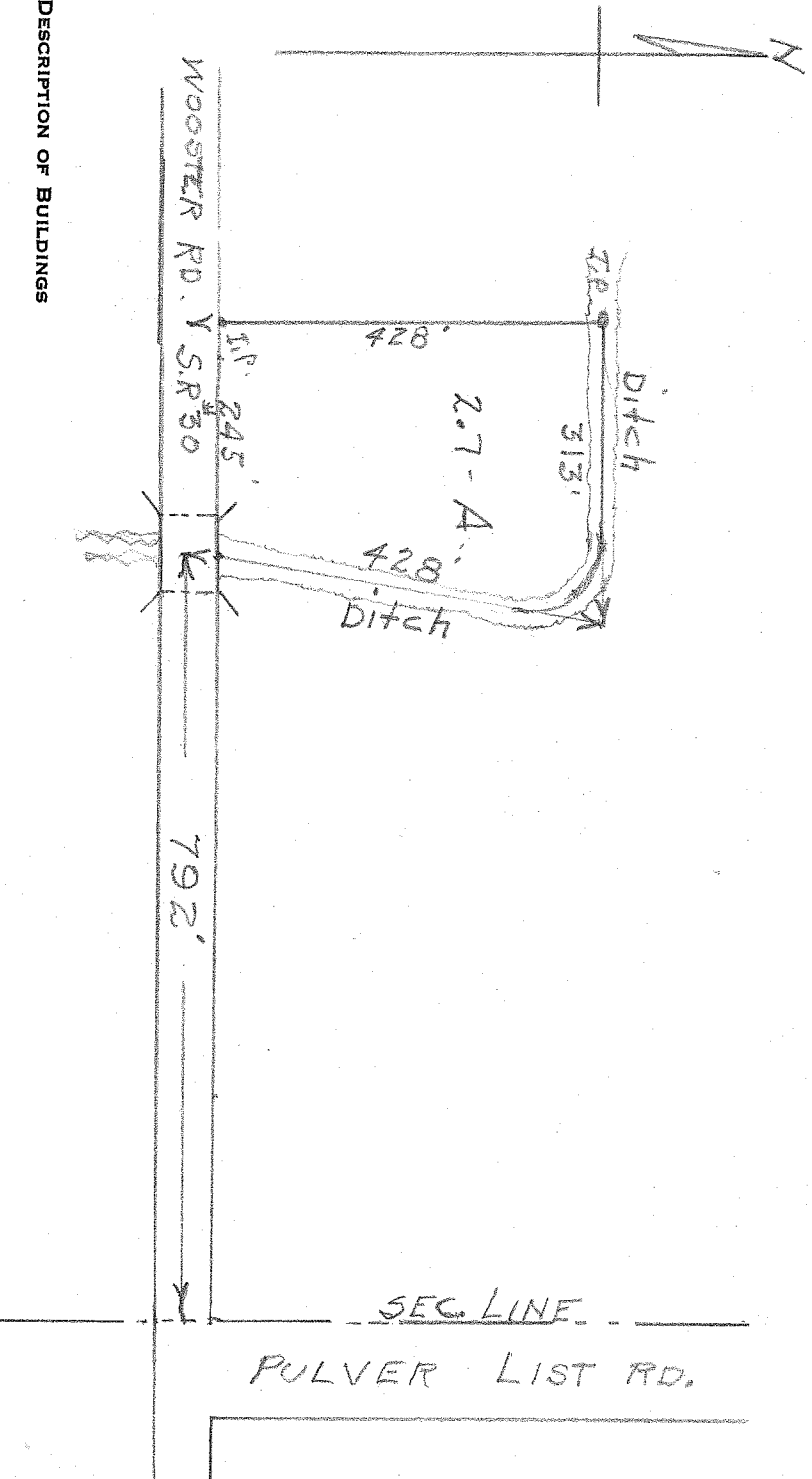 DESCRIPTION OF BUILDINGS
N
WOOSTER RD. Y S.R 30
I.P.
428'
I.P.
245'
2.7-A.
313'
Ditch
428'
Ditch
792'
SEC. LINE
PULVER LIST RD.